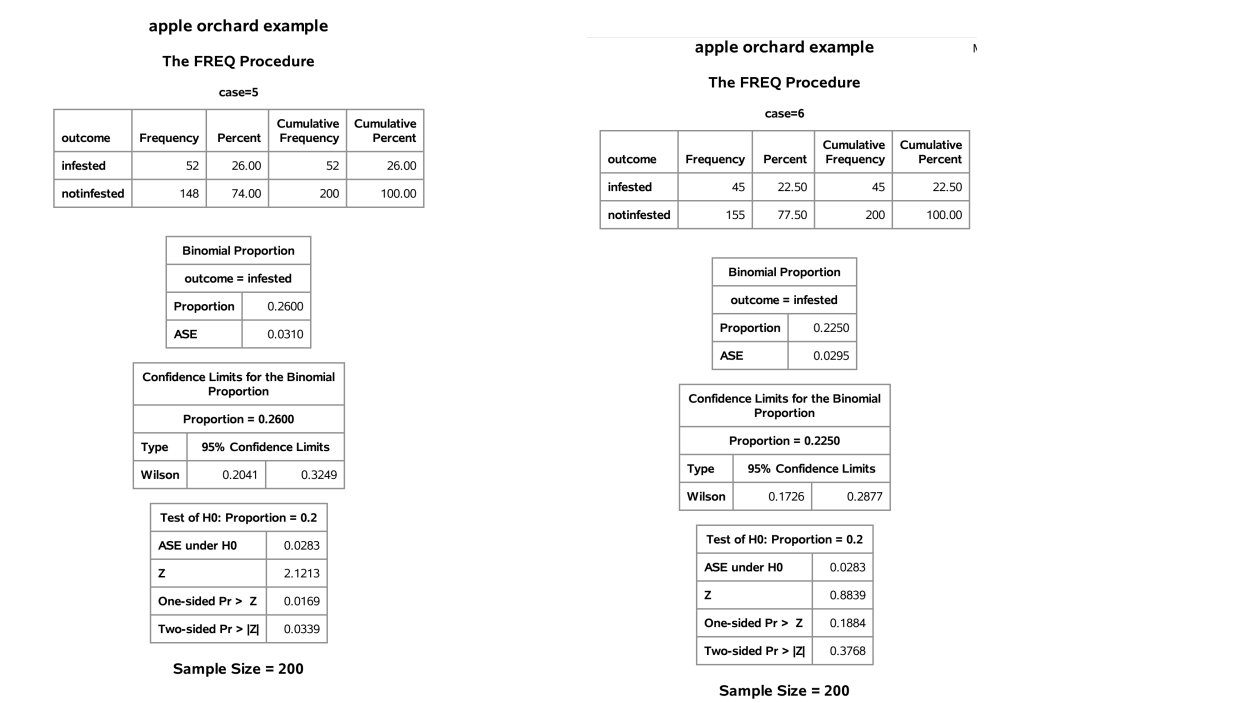 apple orchard example
The FREQ Procedure
case=5
outcome Frequency Percent Cumulative Frequency Cumulative Percent
infested 52 26.00 52 26.00
notinfested 148 74.00 200 100.00
Binomial Proportion
outcome = infested
Proportion 0.2600
ASE 0.0310
Confidence Limits for the Binomial
Proportion
Proportion = 0.2600
Type 95% Confidence Limits
Wilson 0.2041 0.3249
Test of H0: Proportion = 0.2
ASE under H0 0.0283
Z 2.1213
One-sided Pr > Z 0.0169
Two-sided Pr > |Z| 0.0339
Sample Size = 200
apple orchard example
The FREQ Procedure
case=6
outcome Frequency Percent Cumulative Frequency Cumulative Percent
infested 45 22.50 45 22.50
notinfested 155 77.50 200 100.00
Binomial Proportion
outcome = infested
Proportion 0.2250
ASE 0.0295
Confidence Limits for the Binomial
Proportion
Proportion = 0.2250
Type 95% Confidence Limits
Wilson 0.1726 0.2877
Test of H0: Proportion = 0.2
ASE under H0 0.0283
Z 0.8839
One-sided Pr > Z 0.1884
Two-sided Pr > |Z| 0.3768
Sample Size = 200